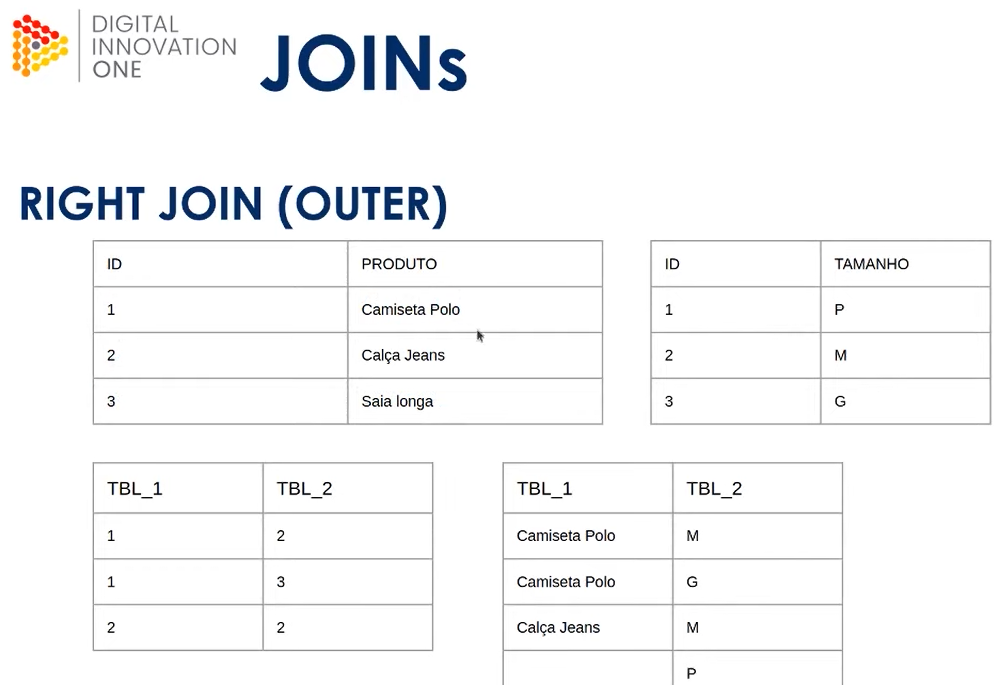 DIGITAL
INNOVATION
ONE
JOINs
RIGHT JOIN (OUTER)
ID PRODUTO
1 Camiseta Polo
2 Calça Jeans
3 Saia longa
ID TAMANHO
1 P
2 M
3 G
TBL_1 TBL_2
1 2
1 3
2 2
TBL_1 TBL_2
Camiseta Polo M
Camiseta Polo G
Calça Jeans M
P